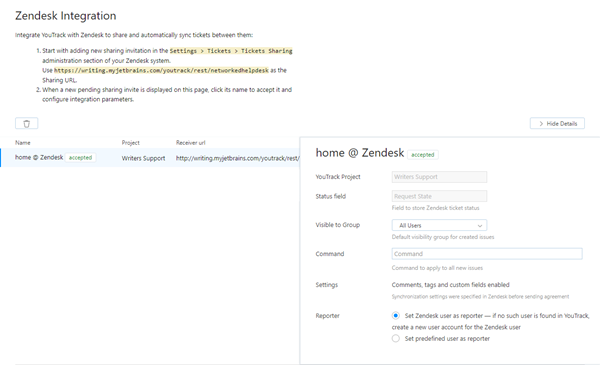 Zendesk Integration
Integrate YouTrack with Zendesk to share and automatically sync tickets between them:
1. Start with adding new sharing invitation in the Settings > Tickets > Tickets Sharing
administration section of your Zendesk system.
Use https://writing.myjetbrains.com/youtrack/rest/networkedhelpdesk as the
Sharing URL.
2. When a new pending sharing invite is displayed on this page, click its name to accept it and
configure integration parameters.
> Hide Details
Name Project Receiver url
home @ Zendesk accepted Writers Support http://writing.myjetbrains.com/youtrack/rest/
home @ Zendesk accepted
YouTrack Project Writers Support
Status field Request State
Field to store Zendesk ticket status
Visible to Group All Users
Default visibility group for created issues
Command Command
Command to apply to all new issues
Settings Comments, tags and custom fields enabled
Synchronization settings were specified in Zendesk before sending agreement
Reporter Set Zendesk user as reporter — if no such user is found in YouTrack,
create a new user account for the Zendesk user
Set predefined user as reporter